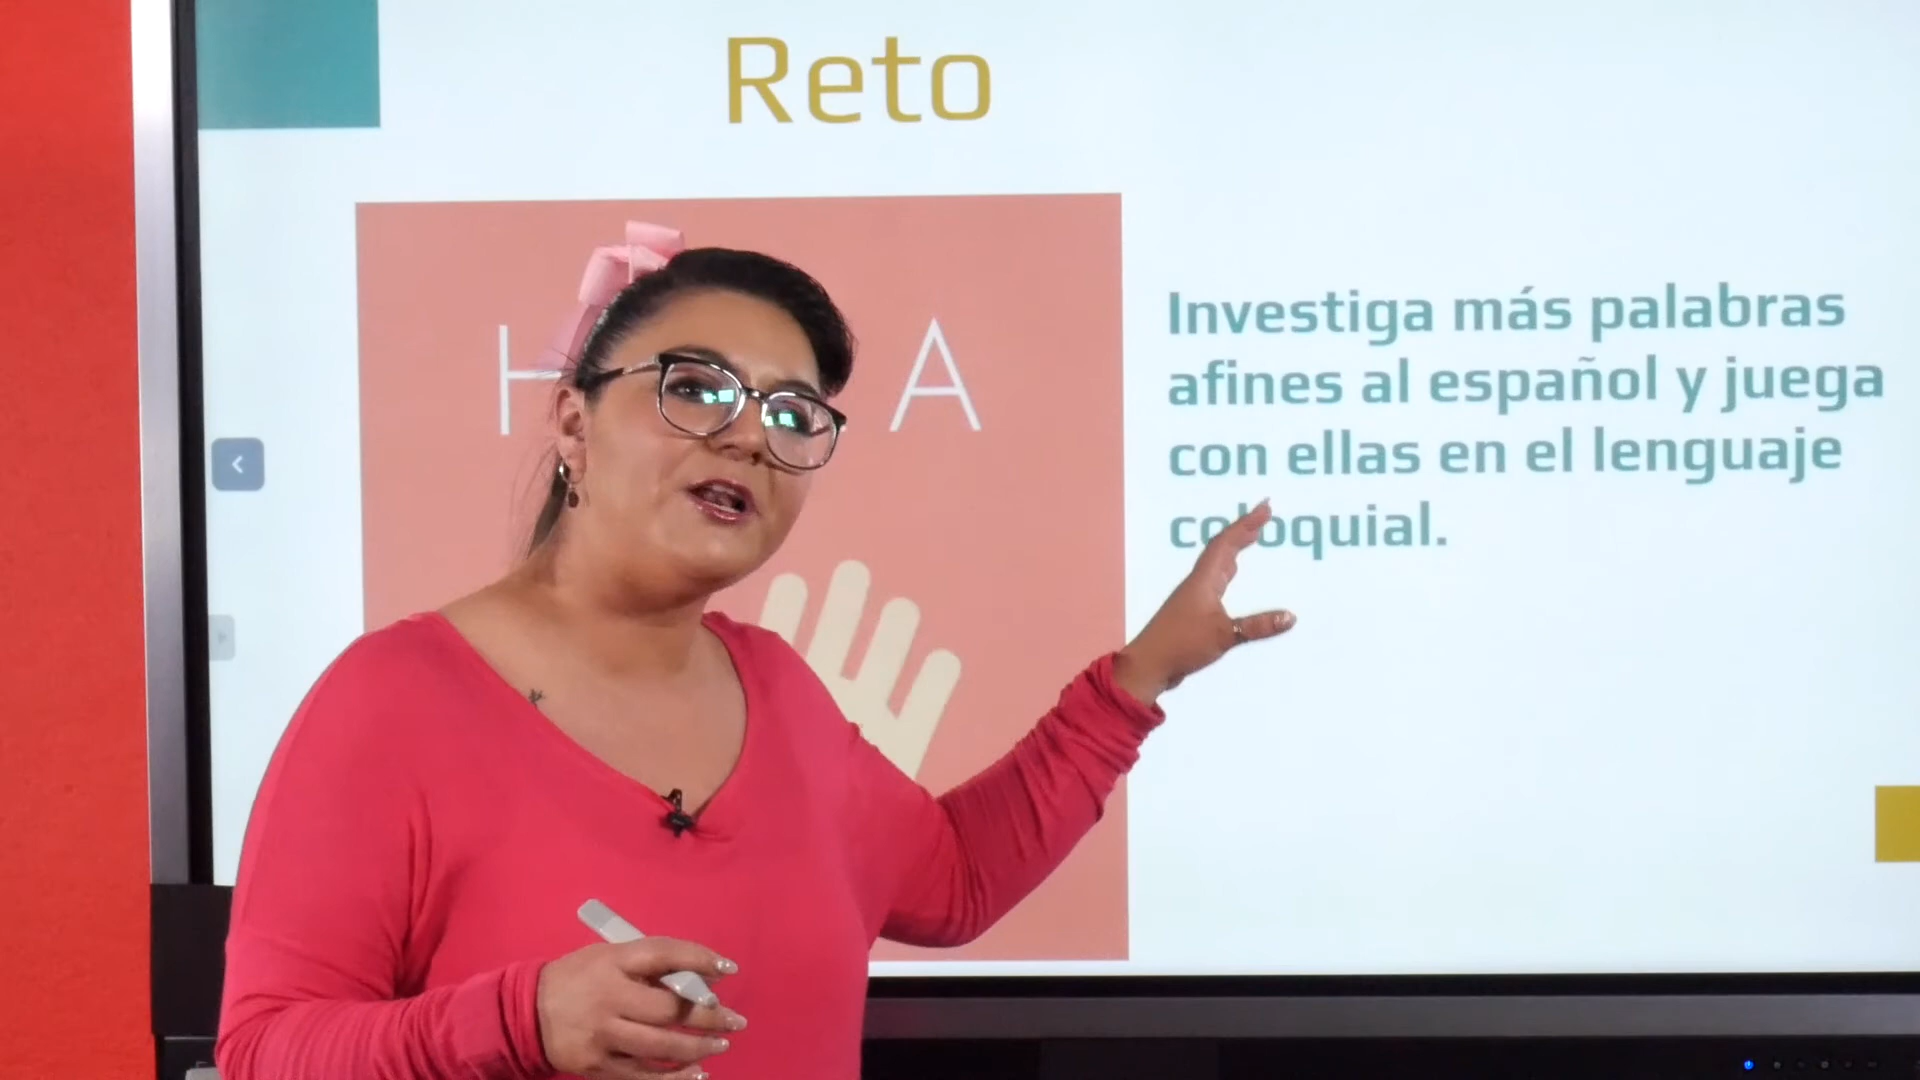 Reto
H A
Investiga más palabras
afines al español y juega
con ellas en el lenguaje
coloquial.